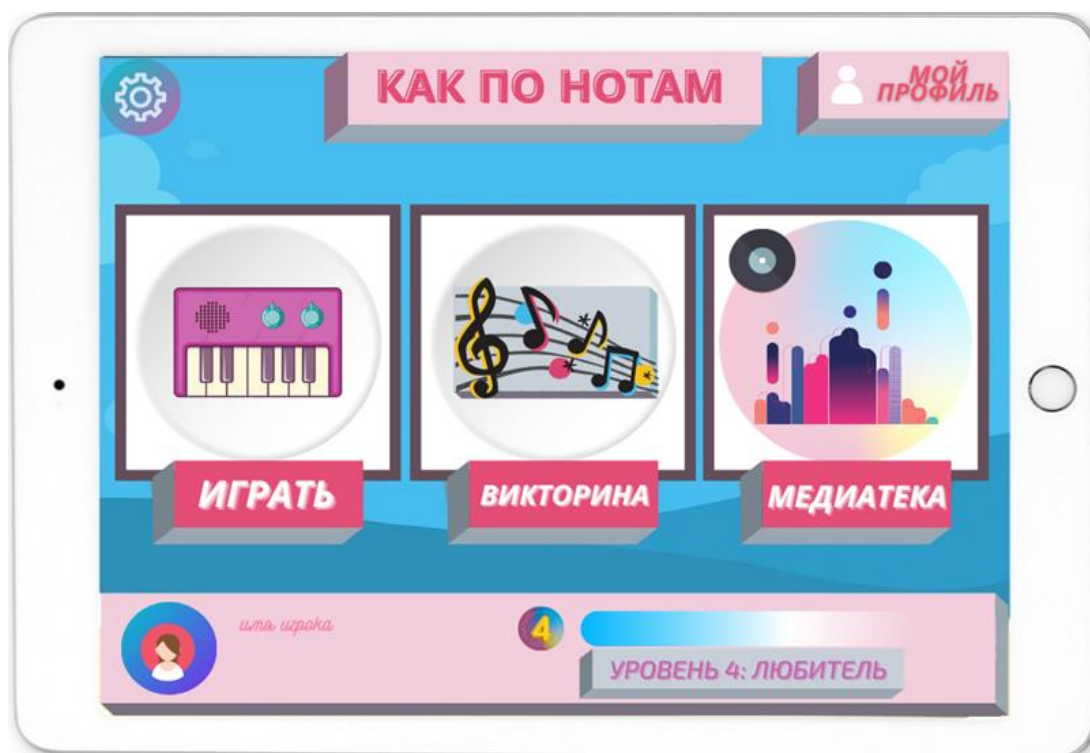 КАК ПО НОТАМ
МОЙ
ПРОФИЛЬ
ИГРАТЬ
ВИКТОРИНА
МЕДИАТЕКА
имя игрока
4
УРОВЕНЬ 4: ЛЮБИТЕЛЬ